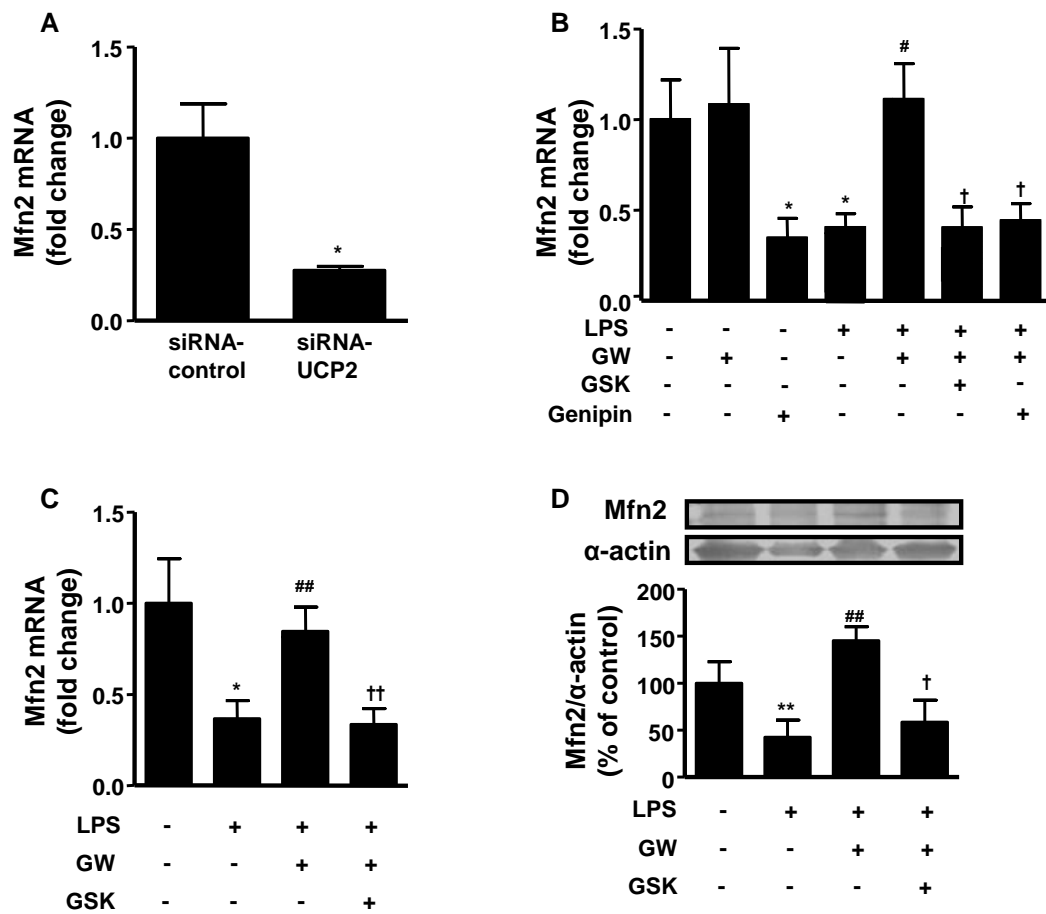 A
Mfn2 mRNA
(fold change)
1.5
1.0
0.5
0.0
*
siRNA-
control
siRNA-
UCP2
B
Mfn2 mRNA
(fold change)
1.5
1.0
0.5
0.0
* * # † †
LPS - - - + + + +
GW - + - - + + +
GSK - - - - - + -
Genipin - - + - - - +
C
Mfn2 mRNA
(fold change)
1.5
1.0
0.5
0.0
* ## ††
LPS - + + +
GW - - + +
GSK - - - +
D
Mfn2
α-actin
Mfn2/α-actin
(% of control)
200
150
100
50
0
** ## †
LPS - + + +
GW - - + +
GSK - - - +